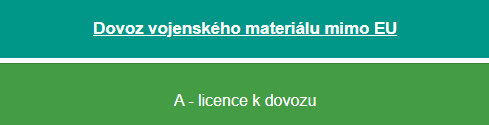 Dovoz vojenského materiálu mimo EU
A - licence k dovozu